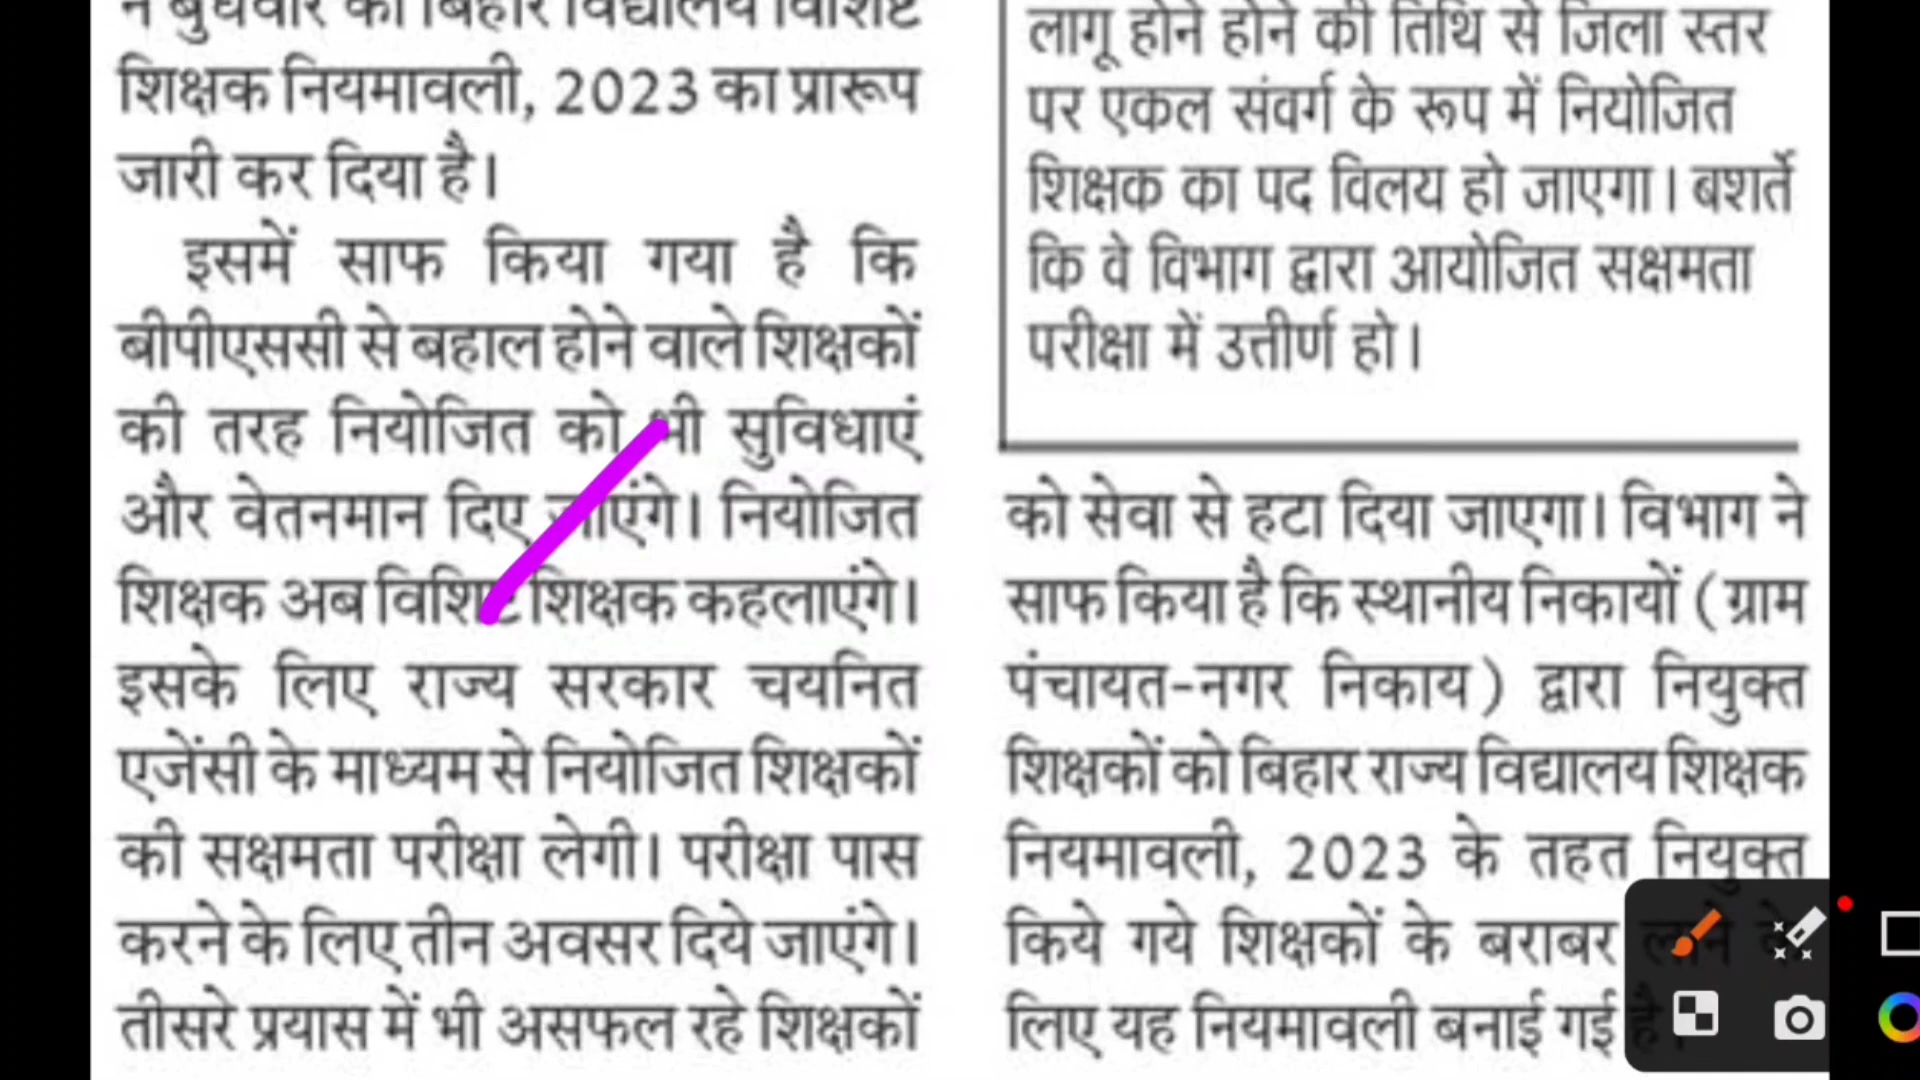 ने बुधवार को बिहार विद्यालय विशिष्ट
शिक्षक नियमावली, 2023 का प्रारूप
जारी कर दिया है।
इसमें साफ किया गया है कि
बीपीएससी से बहाल होने वाले शिक्षकों
की तरह नियोजित को भी सुविधाएं
और वेतनमान दिए जाएंगे। नियोजित
शिक्षक अब विशिष्ट शिक्षक कहलाएंगे।
इसके लिए राज्य सरकार चयनित
एजेंसी के माध्यम से नियोजित शिक्षकों
की सक्षमता परीक्षा लेगी। परीक्षा पास
करने के लिए तीन अवसर दिये जाएंगे।
तीसरे प्रयास में भी असफल रहे शिक्षकों
लागू होने होने की तिथि से जिला स्तर
पर एकल संवर्ग के रूप में नियोजित
शिक्षक का पद विलय हो जाएगा। बशर्ते
कि वे विभाग द्वारा आयोजित सक्षमता
परीक्षा में उत्तीर्ण हो।
को सेवा से हटा दिया जाएगा। विभाग ने
साफ किया है कि स्थानीय निकायों (ग्राम
पंचायत-नगर निकाय) द्वारा नियुक्त
शिक्षकों को बिहार राज्य विद्यालय शिक्षक
नियमावली, 2023 के तहत नियुक्त
किये गये शिक्षकों के बराबर लाने के
लिए यह नियमावली बनाई गई है।